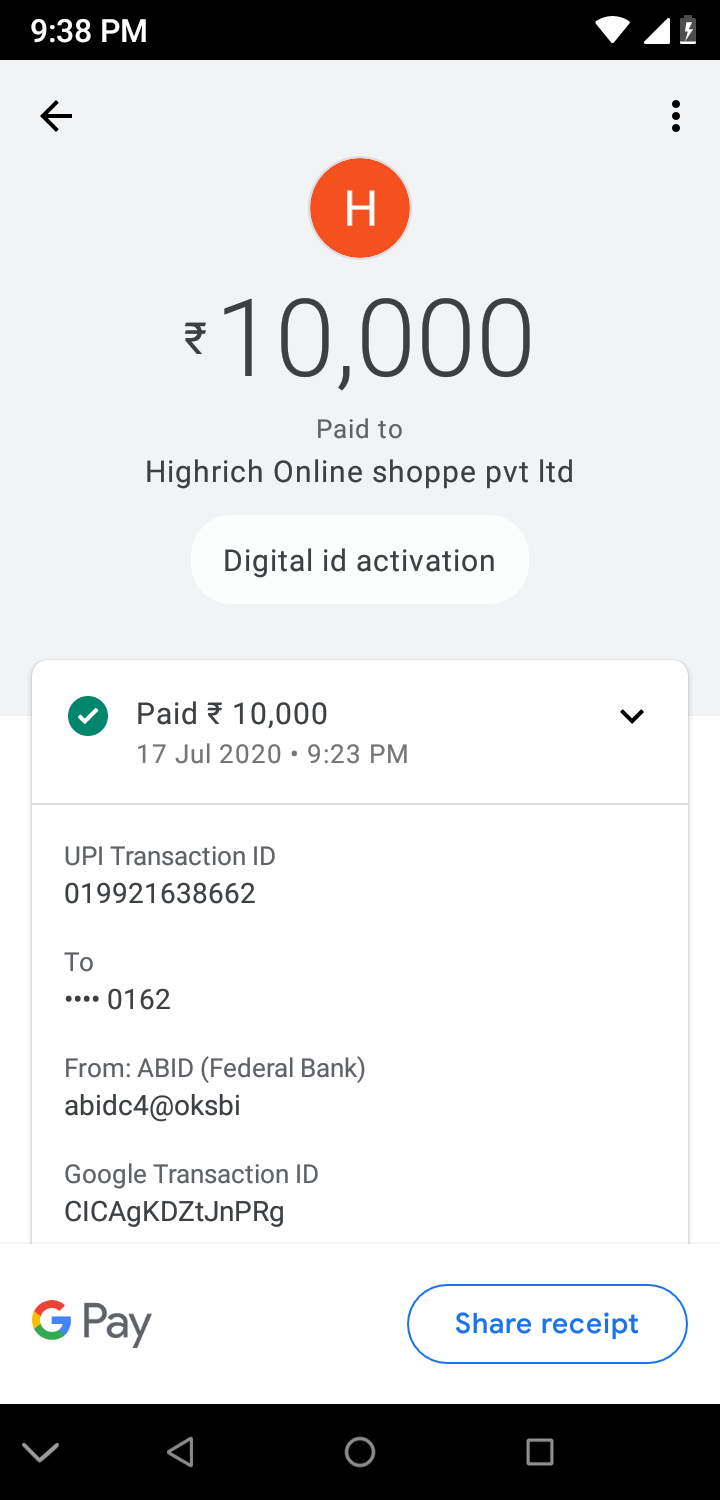 9:38 PM
H
₹10,000
Paid to
Highrich Online shoppe pvt ltd
Digital id activation
Paid ₹ 10,000
17 Jul 2020 • 9:23 PM
UPI Transaction ID
019921638662
To
•••• 0162
From: ABID (Federal Bank)
abidc4@oksbi
Google Transaction ID
CICAgKDZtJnPRg
G Pay
Share receipt